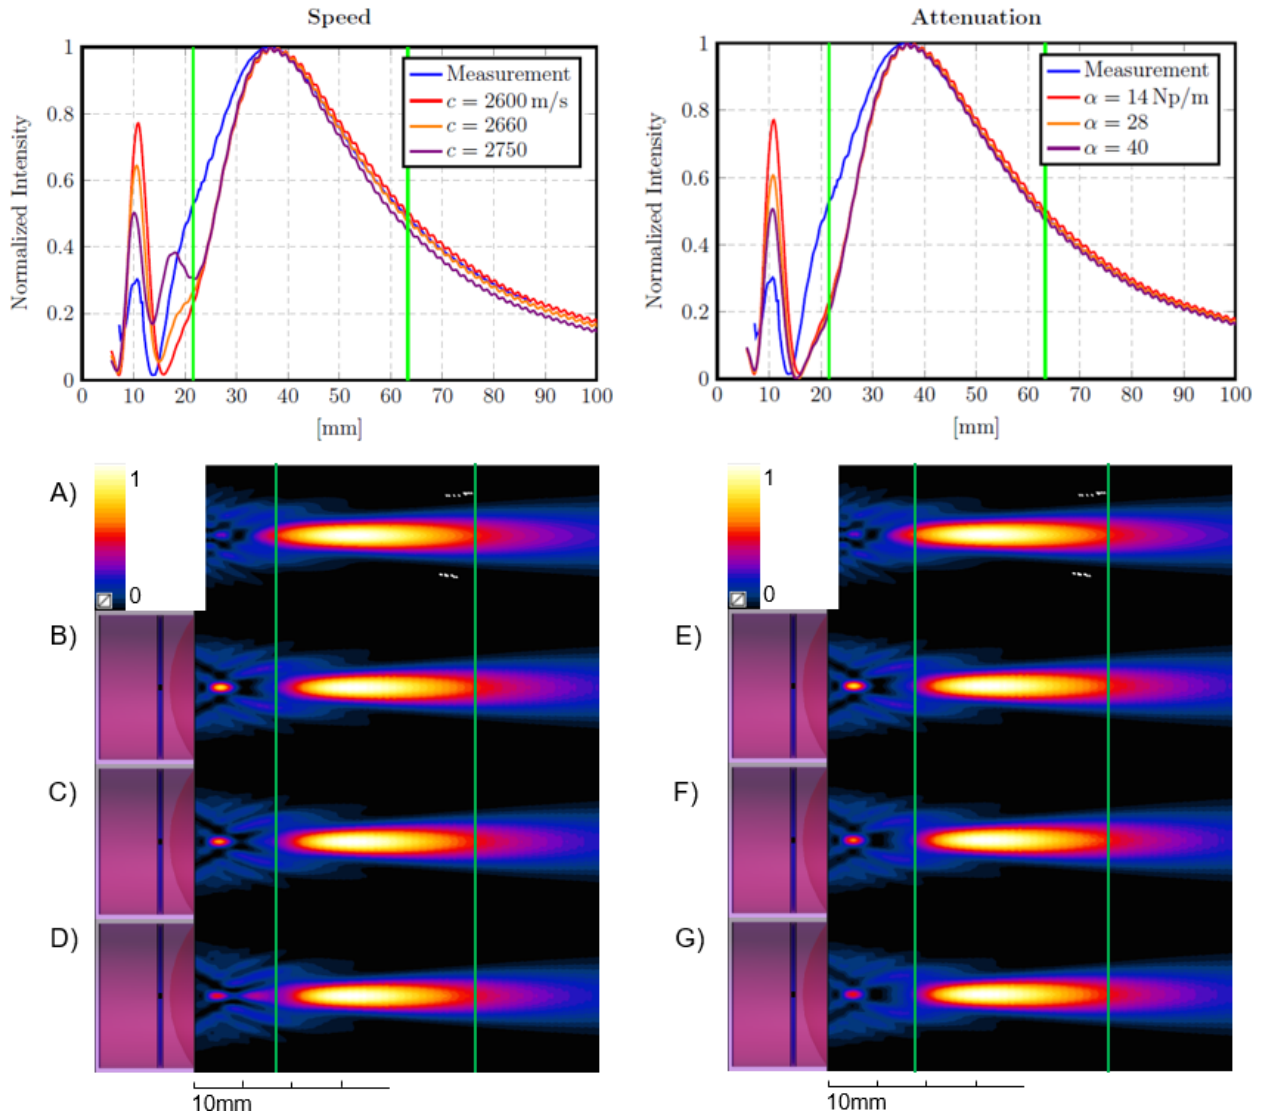 Speed
Attenuation
Normalized Intensity
1
0.8
0.6
0.4
0.2
0
0 10 20 30 40 50 60 70 80 90 100
[mm]
Measurement
c = 2600 m/s
c = 2660
c = 2750
Normalized Intensity
1
0.8
0.6
0.4
0.2
0
0 10 20 30 40 50 60 70 80 90 100
[mm]
Measurement
α = 14 Np/m
α = 28
α = 40
A)
1
0
1
0
B)
E)
C)
F)
D)
G)
10mm
10mm